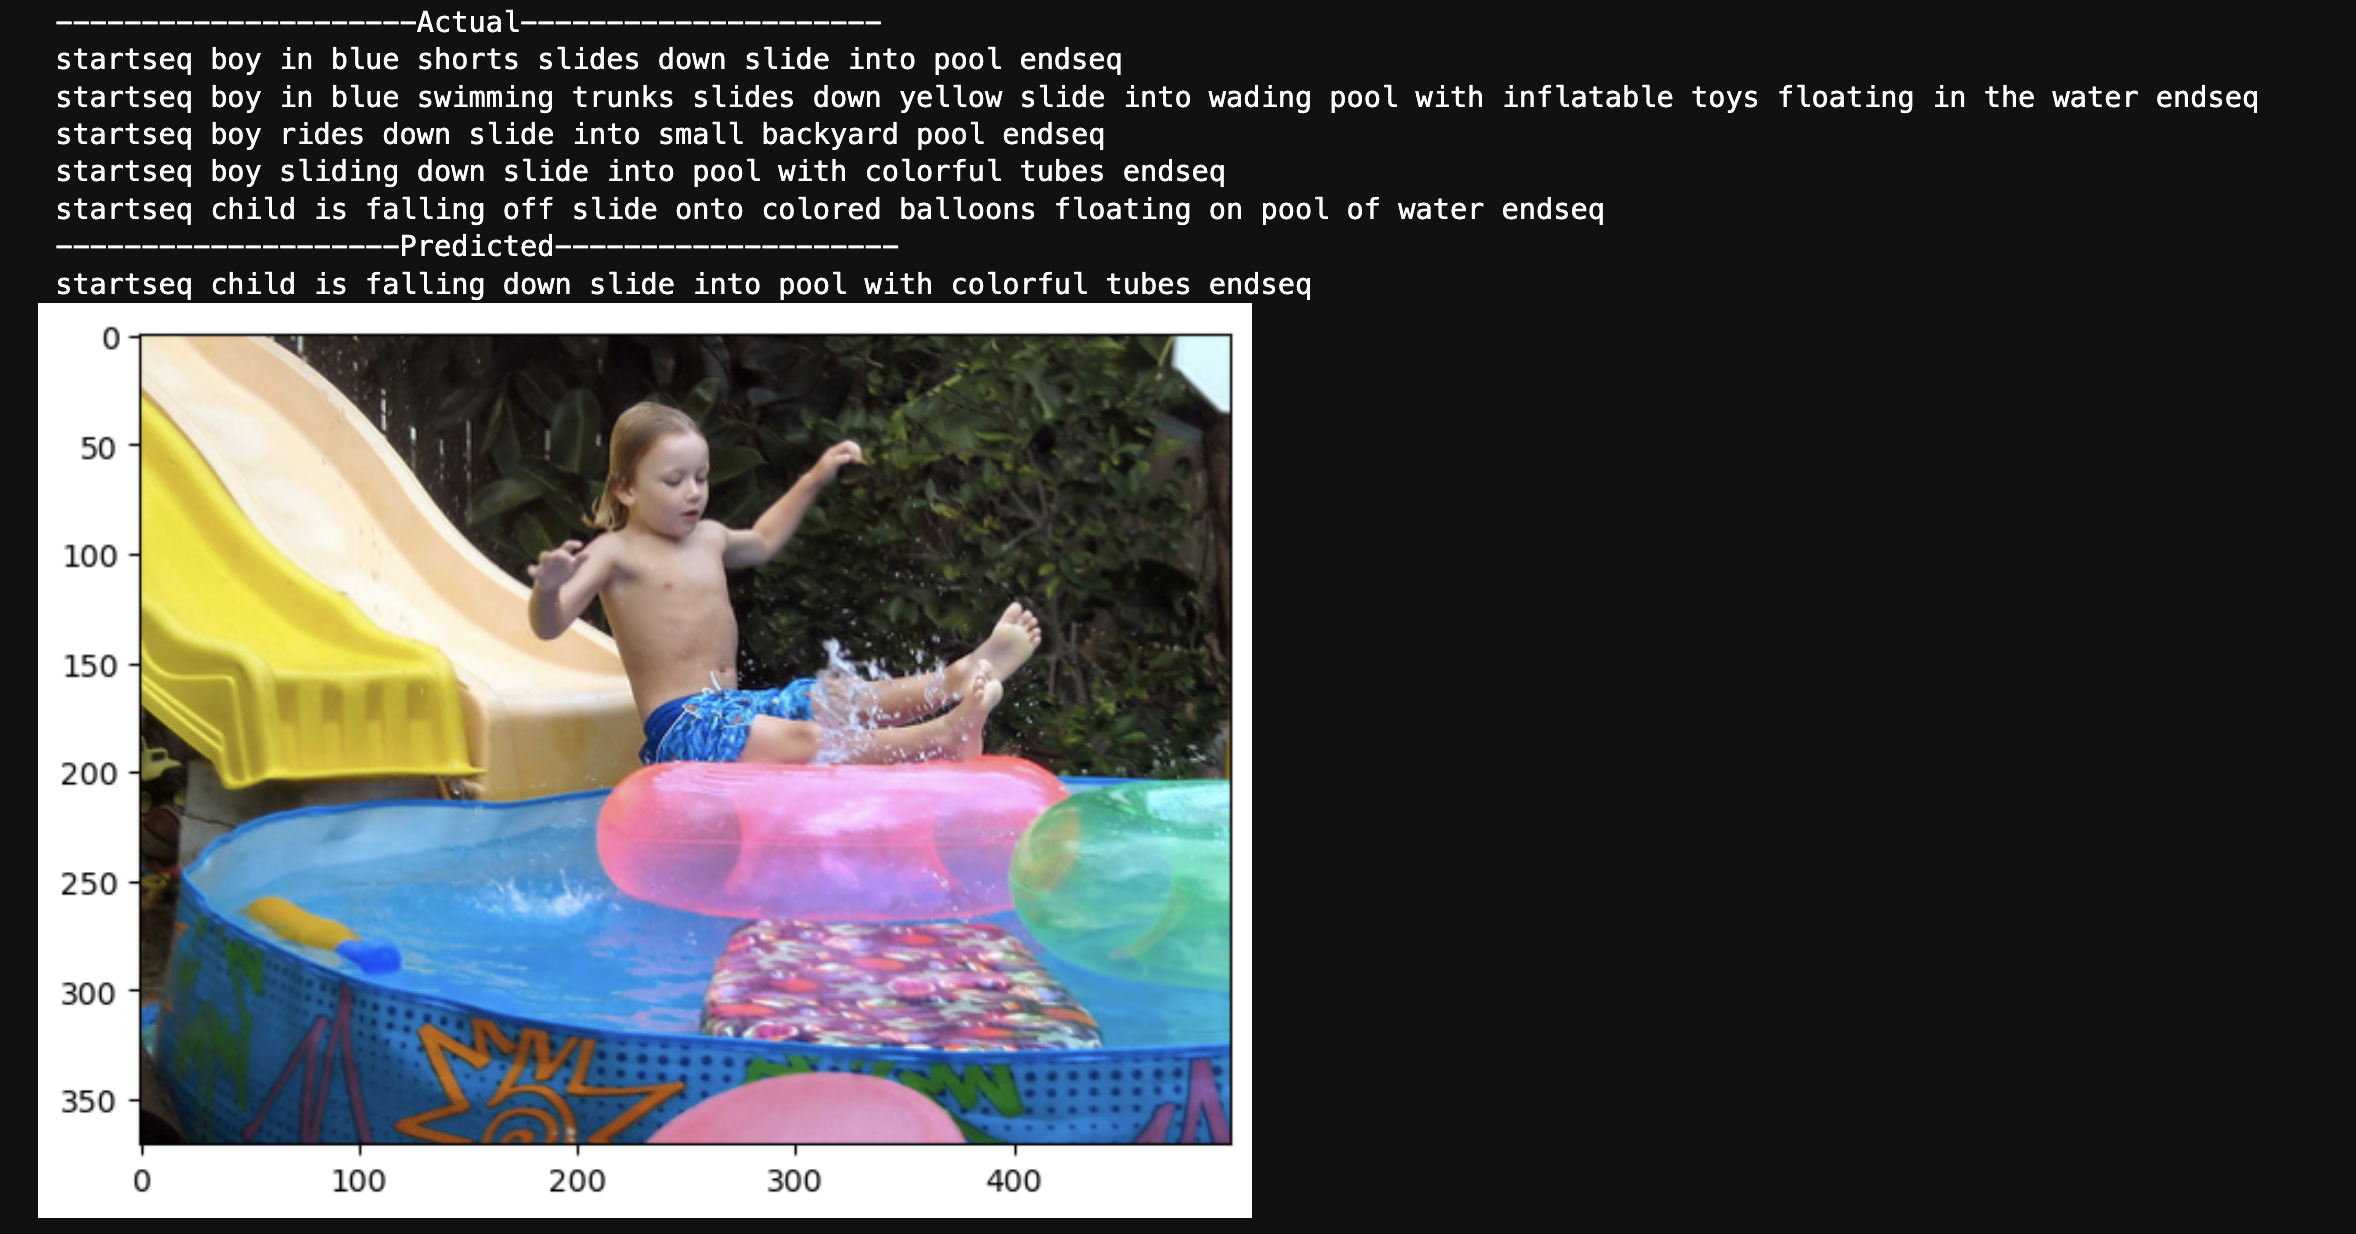 ---------------------Actual---------------------
startseq boy in blue shorts slides down slide into pool endseq
startseq boy in blue swimming trunks slides down yellow slide into wading pool with inflatable toys floating in the water endseq
startseq boy rides down slide into small backyard pool endseq
startseq boy sliding down slide into pool with colorful tubes endseq
startseq child is falling off slide onto colored balloons floating on pool of water endseq
--------------------Predicted--------------------
startseq child is falling down slide into pool with colorful tubes endseq
0
50
100
150
200
250
300
350
0 100 200 300 400